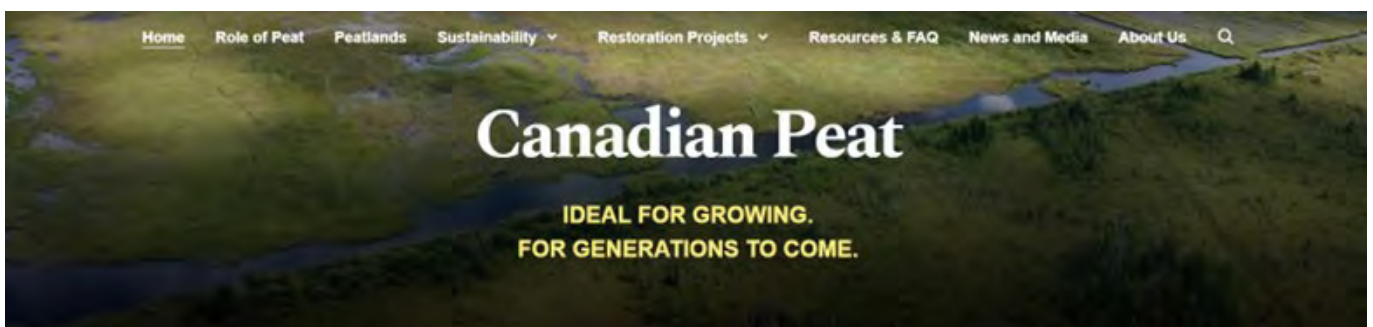 Home Role of Peat Peatlands Sustainability Restoration Projects Resources & FAQ News and Media About Us
Canadian Peat
IDEAL FOR GROWING.
FOR GENERATIONS TO COME.